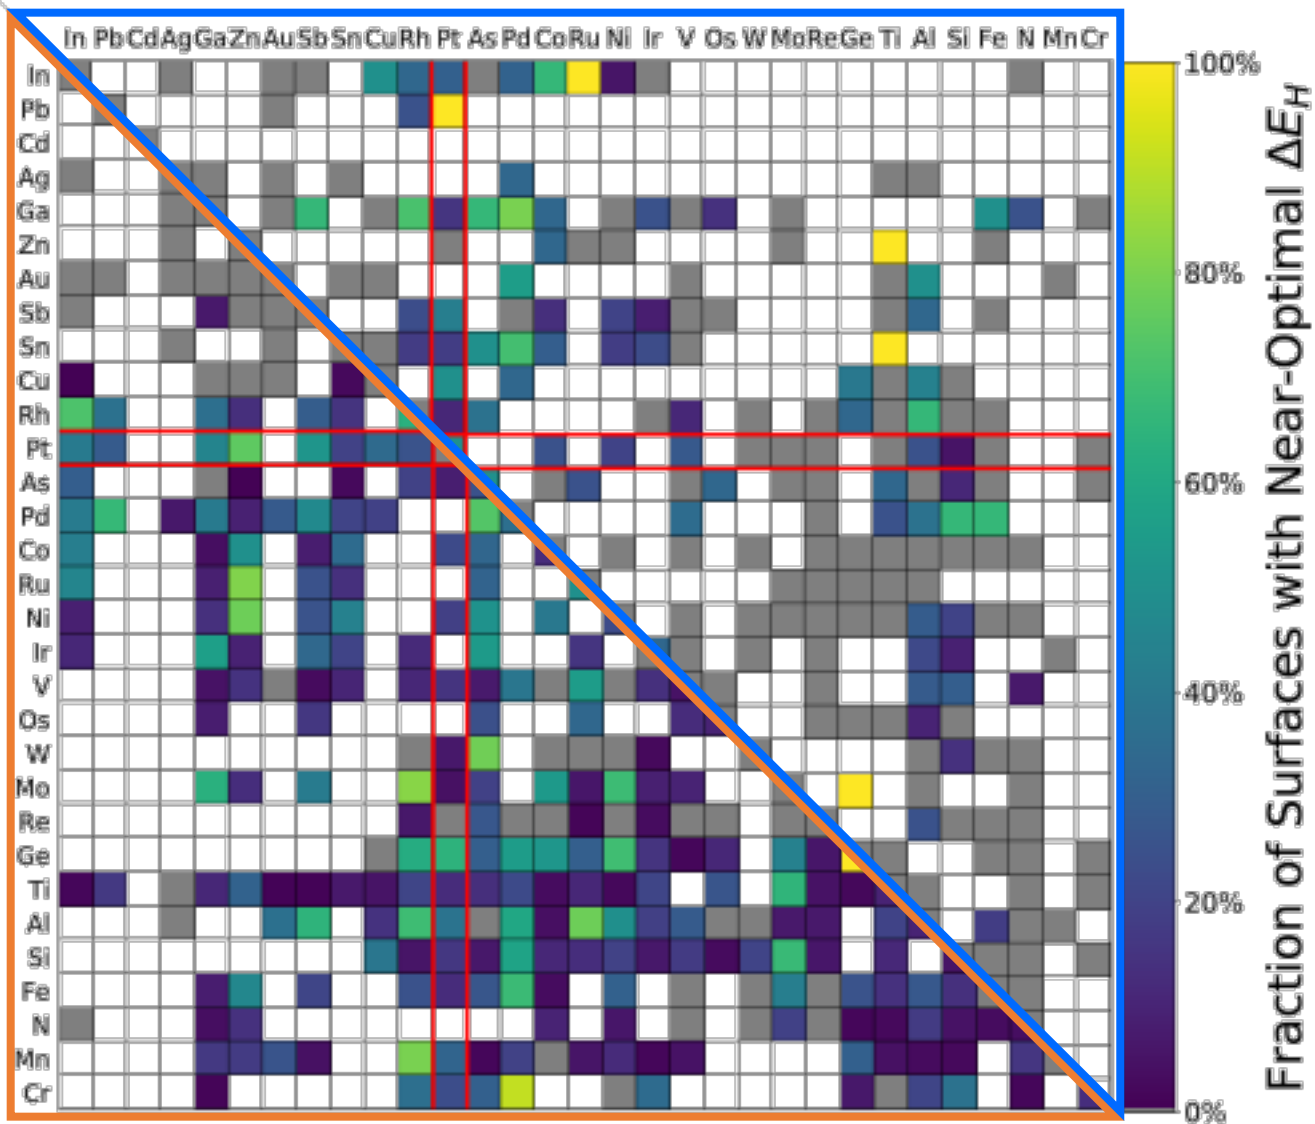 In Pb Cd Ag Ga Zn Au Sb Sn Cu Rh Pt As Pd Co Ru Ni Ir V Os W Mo Re Ge Ti Al Si Fe N Mn Cr
In
Pb
Cd
Ag
Ga
Zn
Au
Sb
Sn
Cu
Rh
Pt
As
Pd
Co
Ru
Ni
Ir
V
Os
W
Mo
Re
Ge
Ti
Al
Si
Fe
N
Mn
Cr
100%
80%
60%
40%
20%
0%
Fraction of Surfaces with Near-Optimal ΔE_H